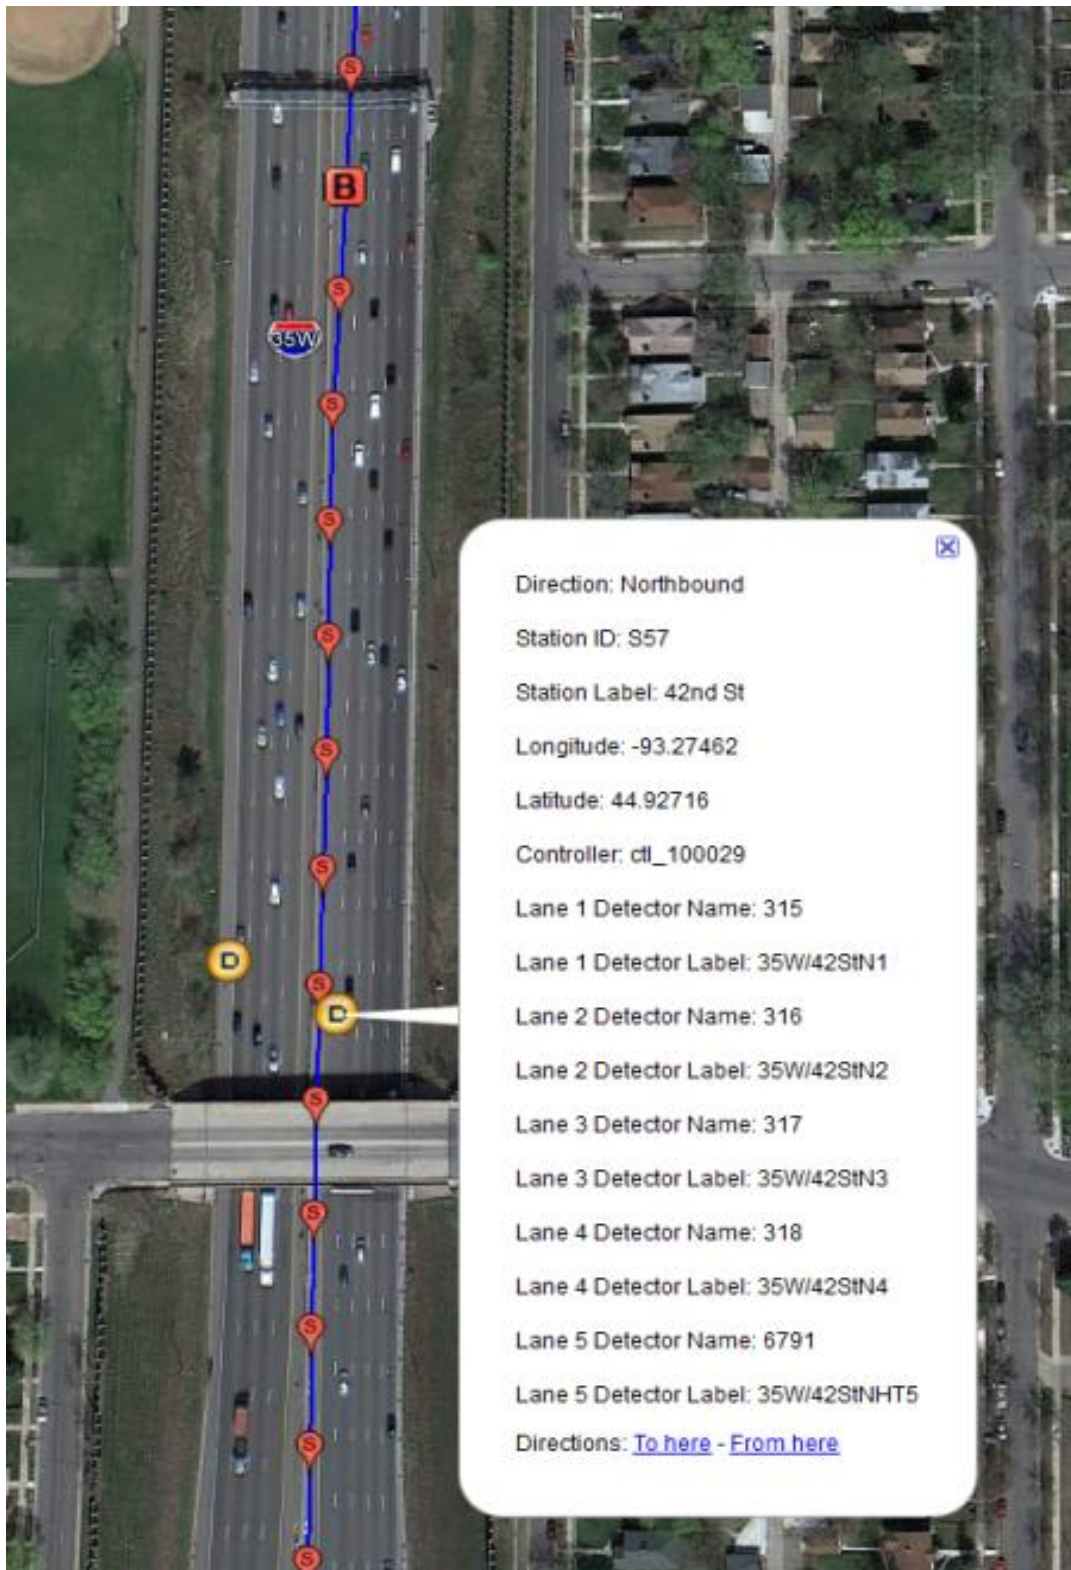 S
B
S
35W
S
S
S
S
S
D
S
D
S
S
S
S
S
Direction: Northbound
Station ID: S57
Station Label: 42nd St
Longitude: -93.27462
Latitude: 44.92716
Controller: ctl_100029
Lane 1 Detector Name: 315
Lane 1 Detector Label: 35W/42StN1
Lane 2 Detector Name: 316
Lane 2 Detector Label: 35W/42StN2
Lane 3 Detector Name: 317
Lane 3 Detector Label: 35W/42StN3
Lane 4 Detector Name: 318
Lane 4 Detector Label: 35W/42StN4
Lane 5 Detector Name: 6791
Lane 5 Detector Label: 35W/42StNHT5
Directions: To here - From here